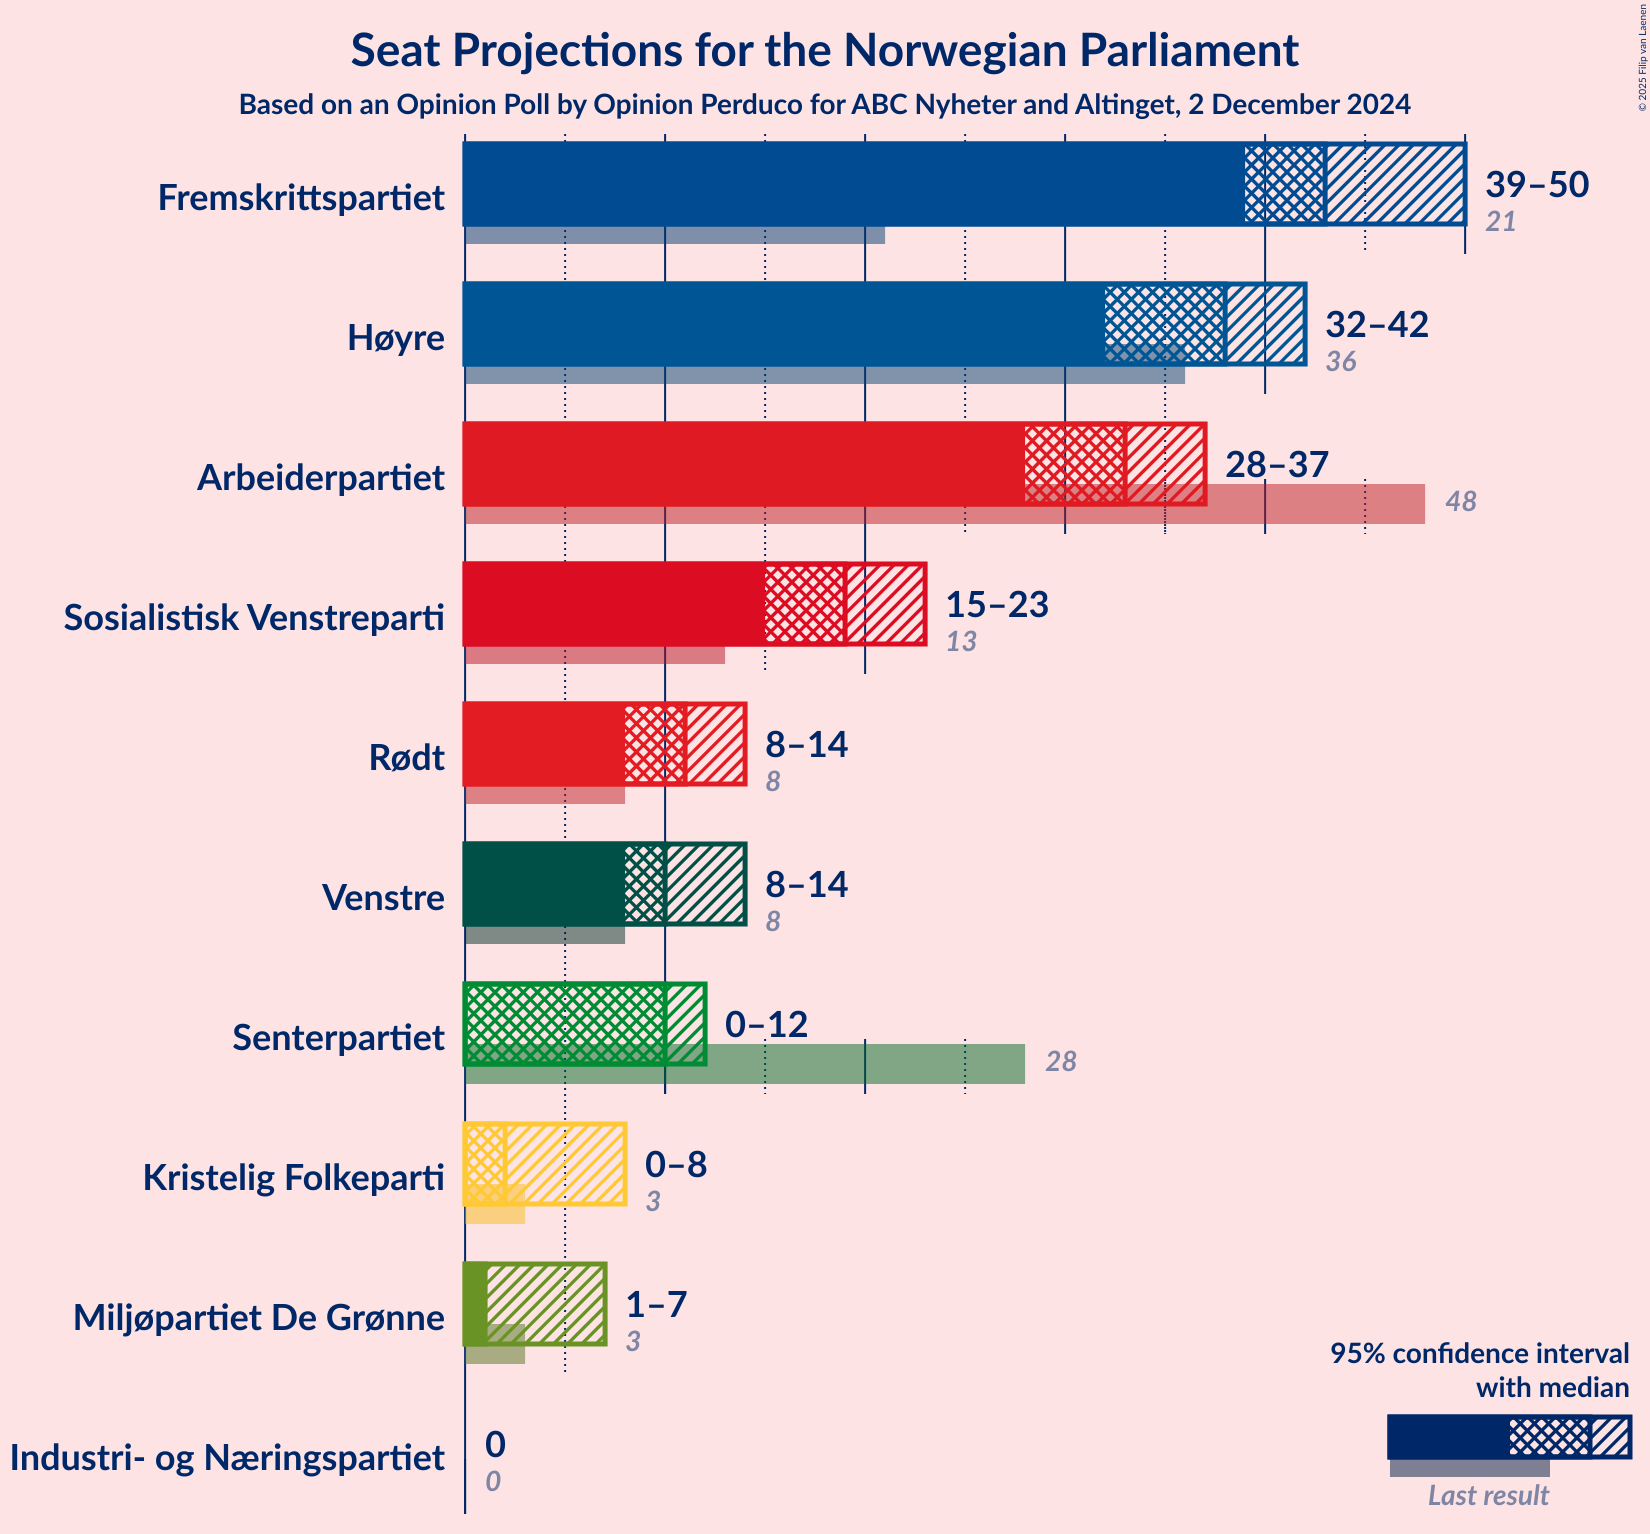 Seat Projections for the Norwegian Parliament
Based on an Opinion Poll by Opinion Perduco for ABC Nyheter and Altinget, 2 December 2024
© 2025 Filip van Laenen
Fremskrittspartiet
39–50
21
Høyre
32–42
36
Arbeiderpartiet
28–37
48
Sosialistisk Venstreparti
15–23
13
Rødt
8–14
8
Venstre
8–14
8
Senterpartiet
0–12
28
Kristelig Folkeparti
0–8
3
Miljøpartiet De Grønne
1–7
3
Industri- og Næringspartiet
0
0
95% confidence interval
with median
Last result